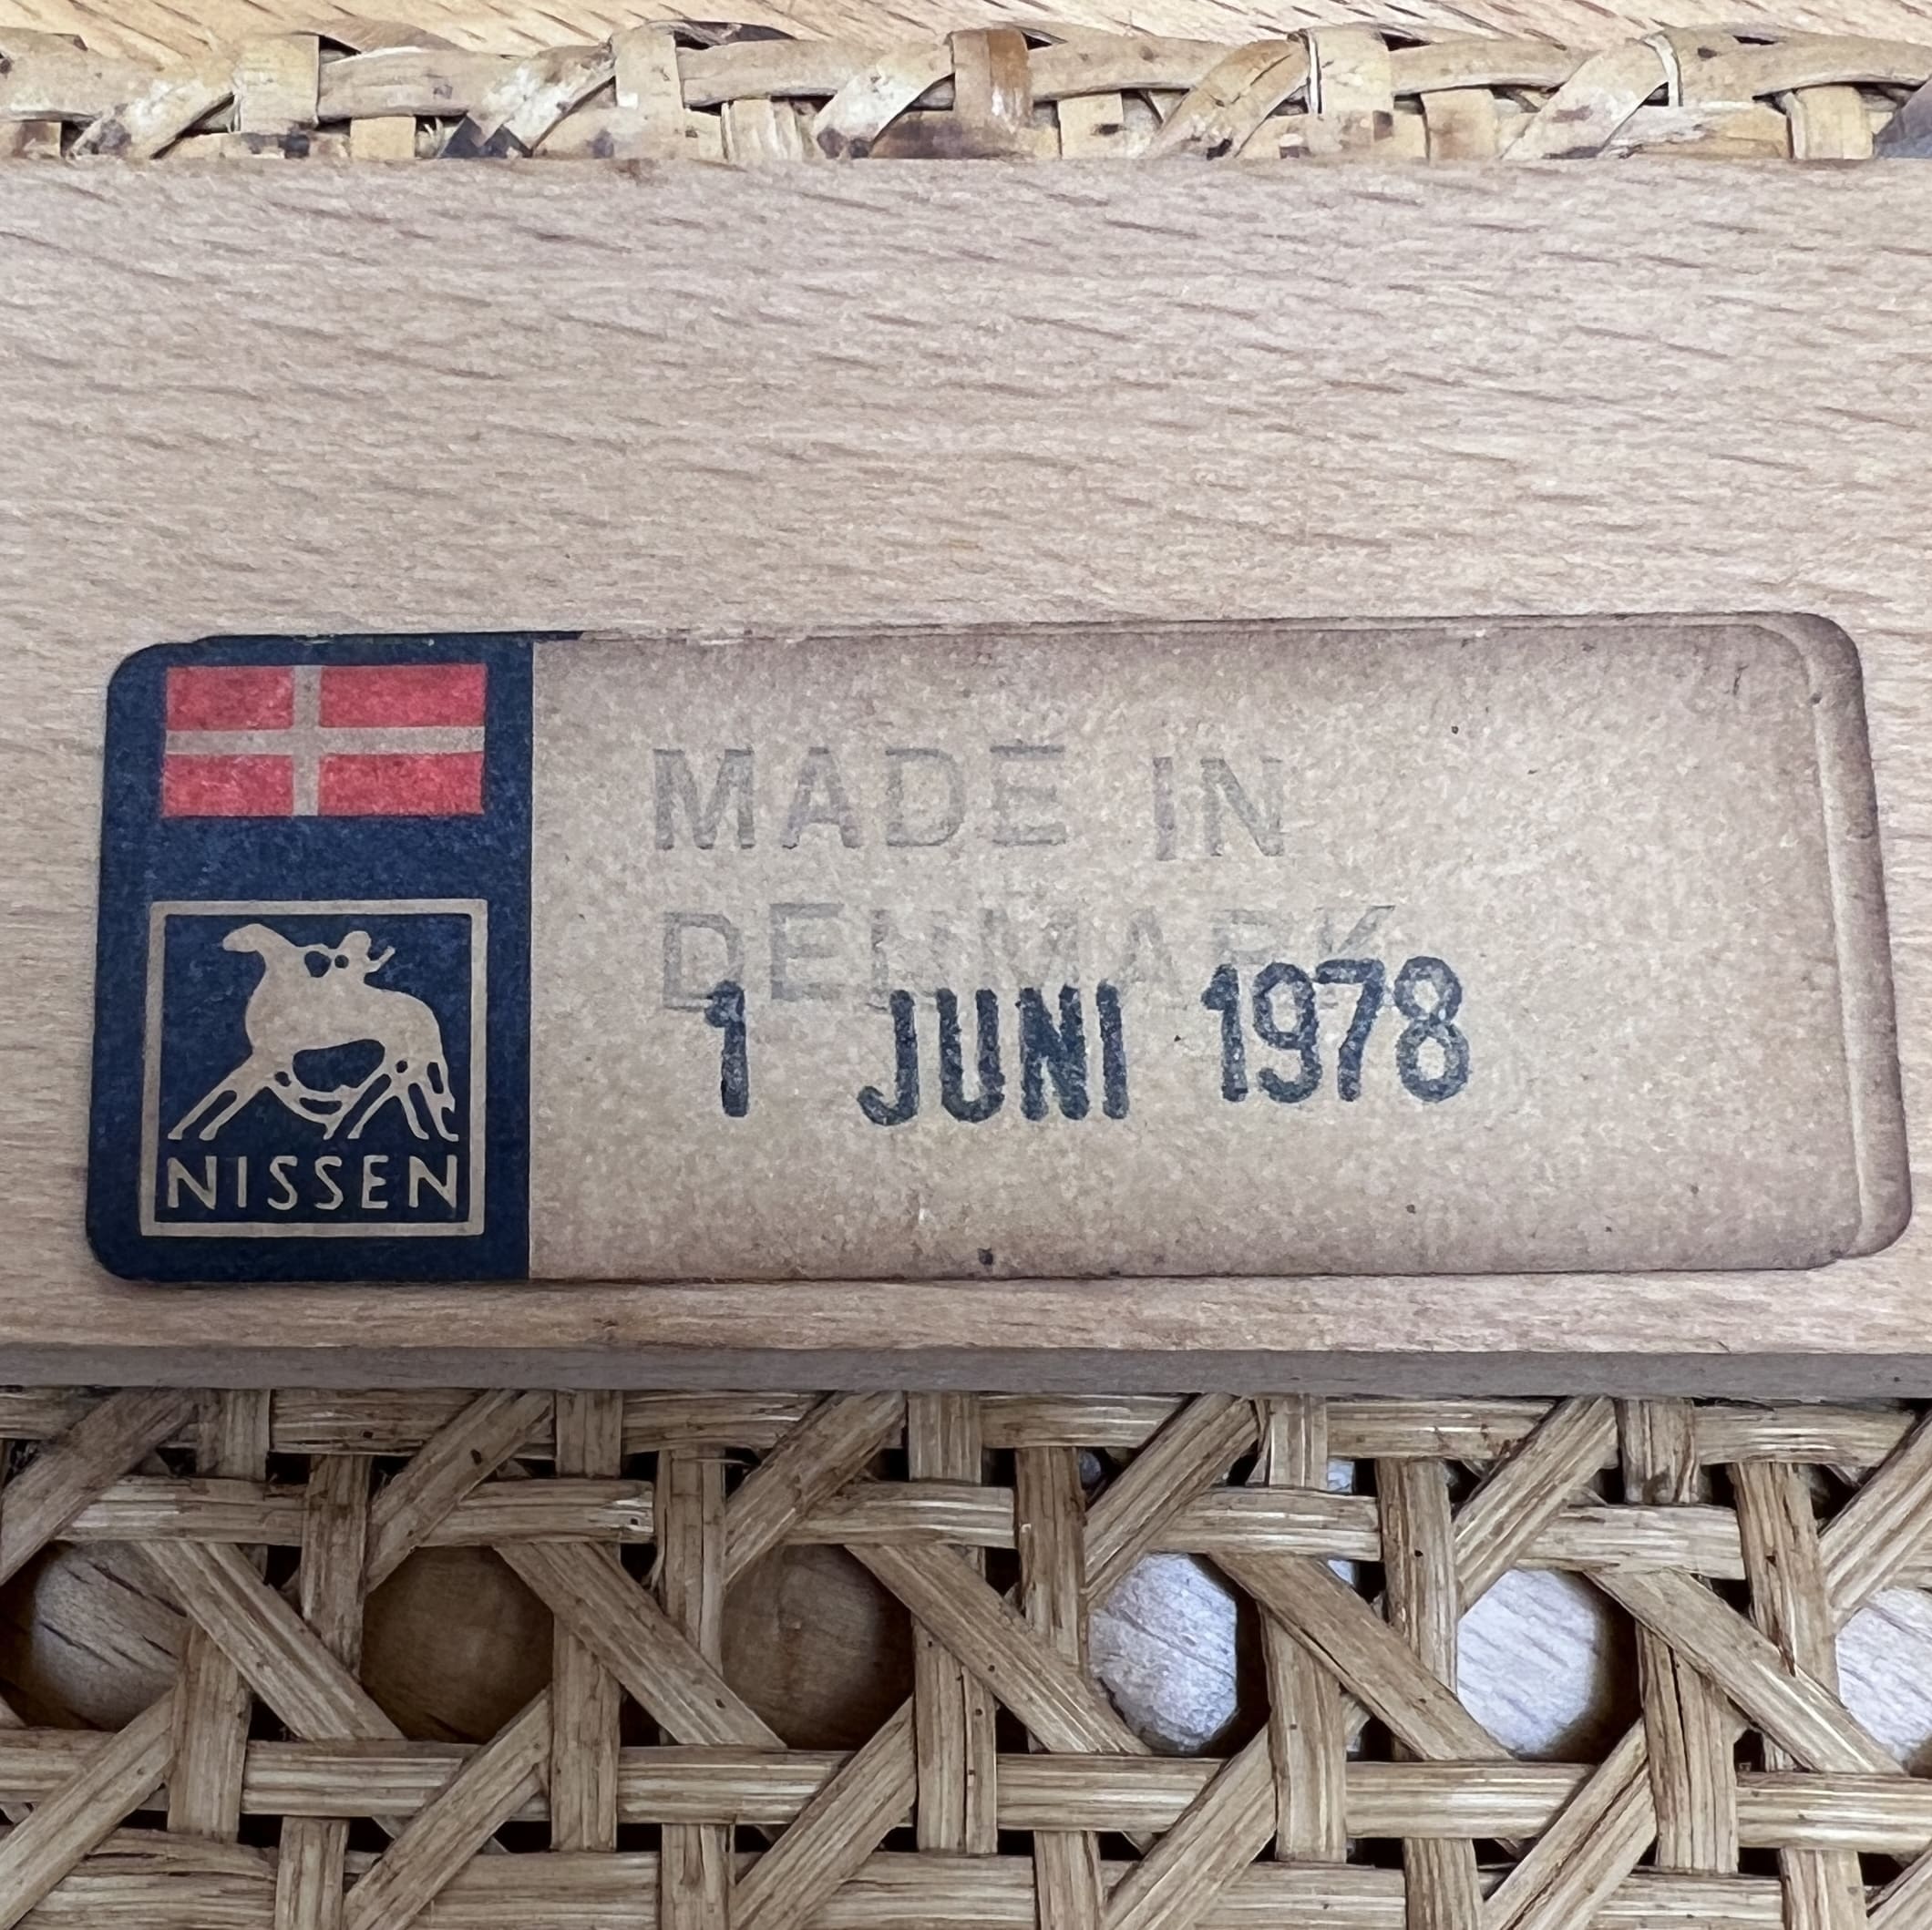 NISSEN
MADE IN
DENMARK
1 JUNI 1978